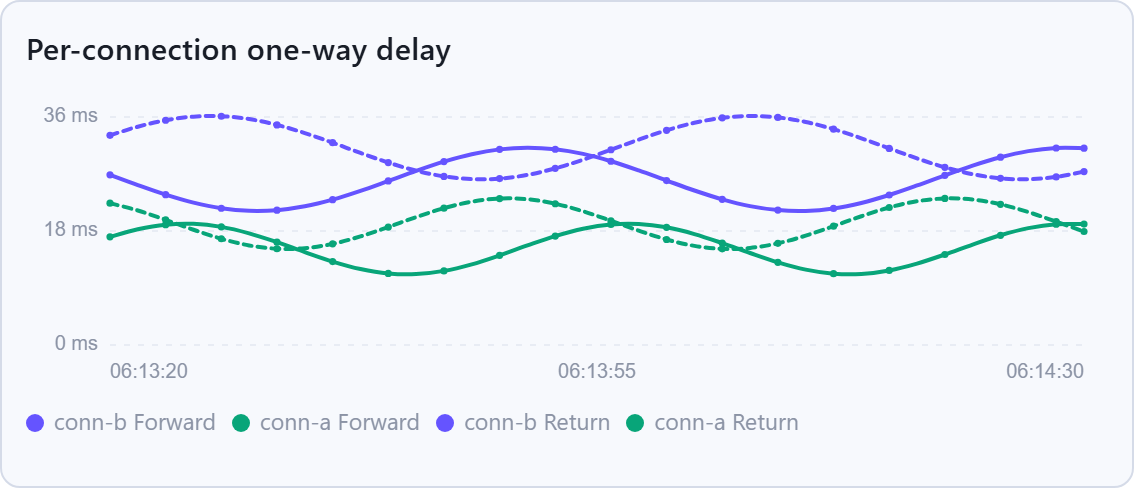 Per-connection one-way delay
36 ms
18 ms
0 ms
06:13:20 06:13:55 06:14:30
conn-b Forward conn-a Forward conn-b Return conn-a Return